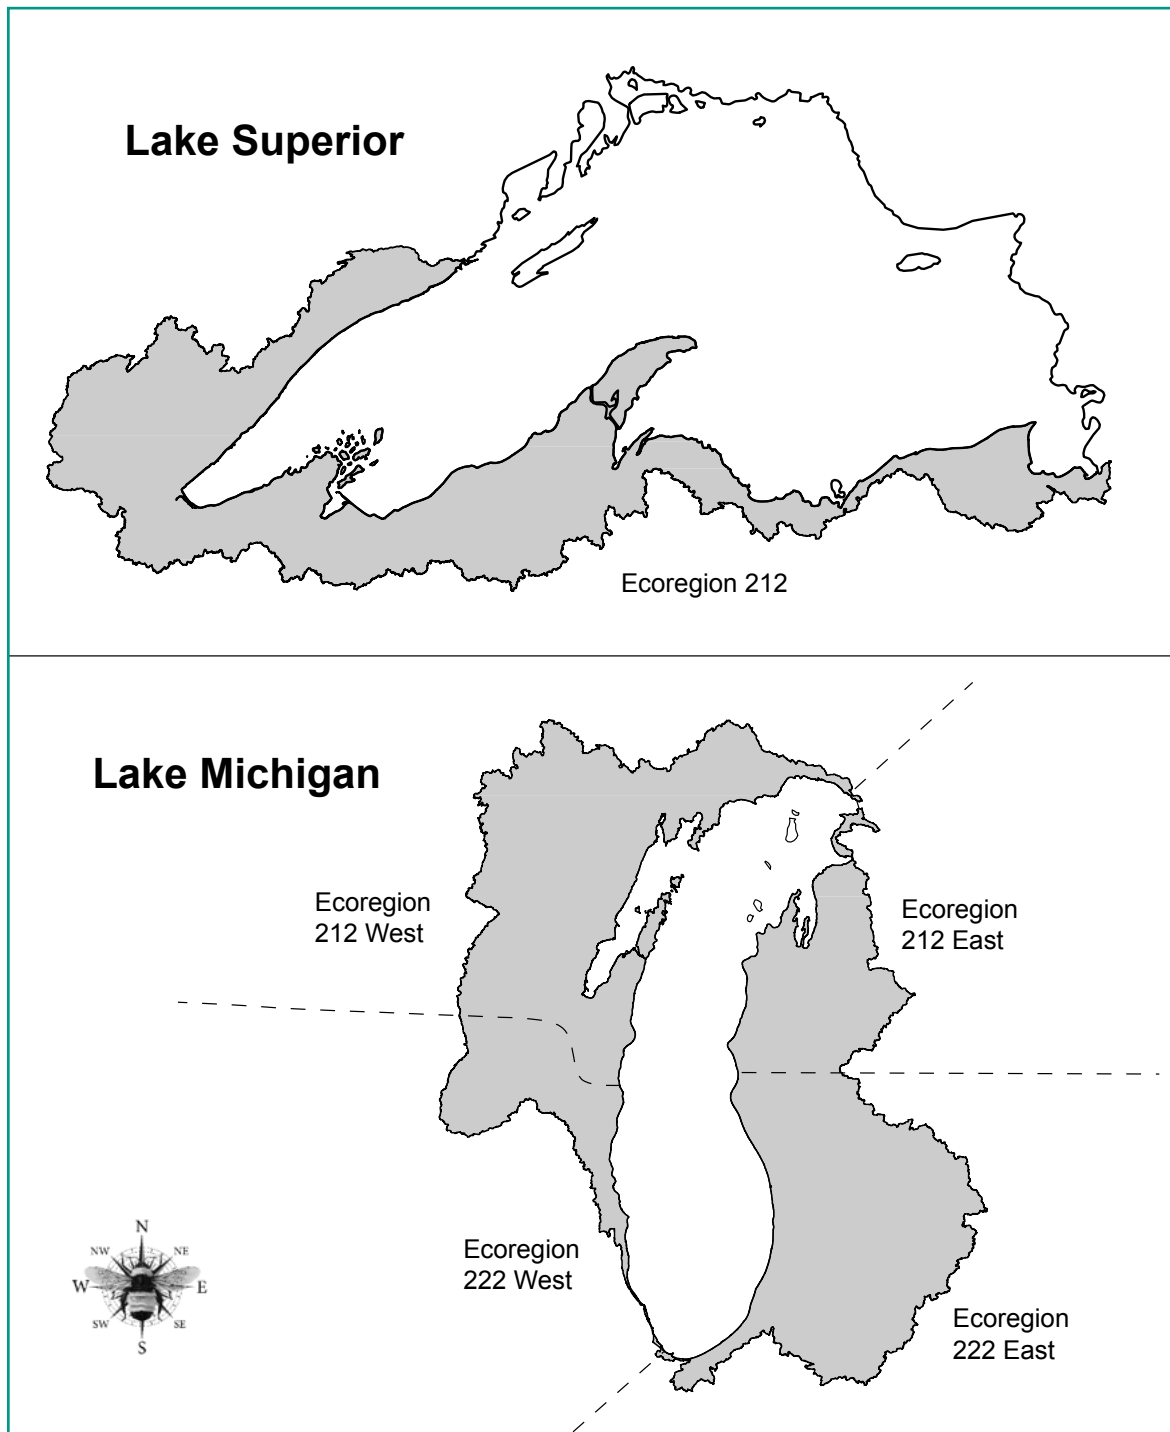 Lake Superior
Ecoregion 212
Lake Michigan
Ecoregion
212 West
Ecoregion
212 East
Ecoregion
222 West
Ecoregion
222 East
N
NW
NE
W
E
SW
SE
S